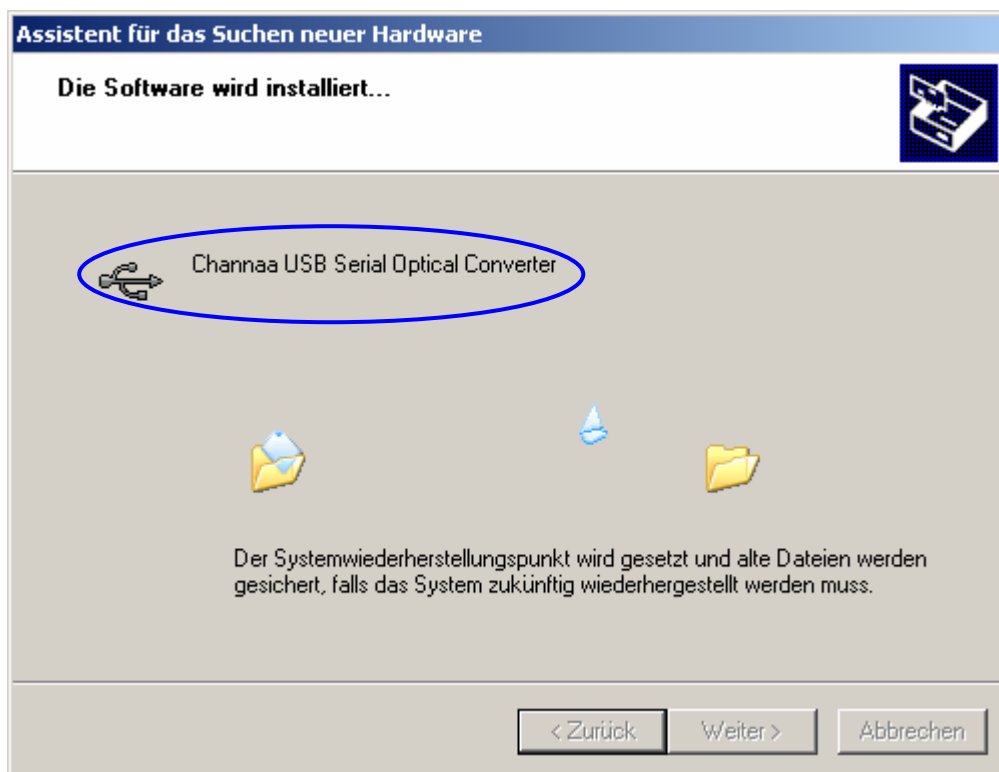 Assistent für das Suchen neuer Hardware
Die Software wird installiert...
Channaa USB Serial Optical Converter
Der Systemwiederherstellungspunkt wird gesetzt und alte Dateien werden
gesichert, falls das System zukünftig wiederhergestellt werden muss.
< Zurück Weiter > Abbrechen